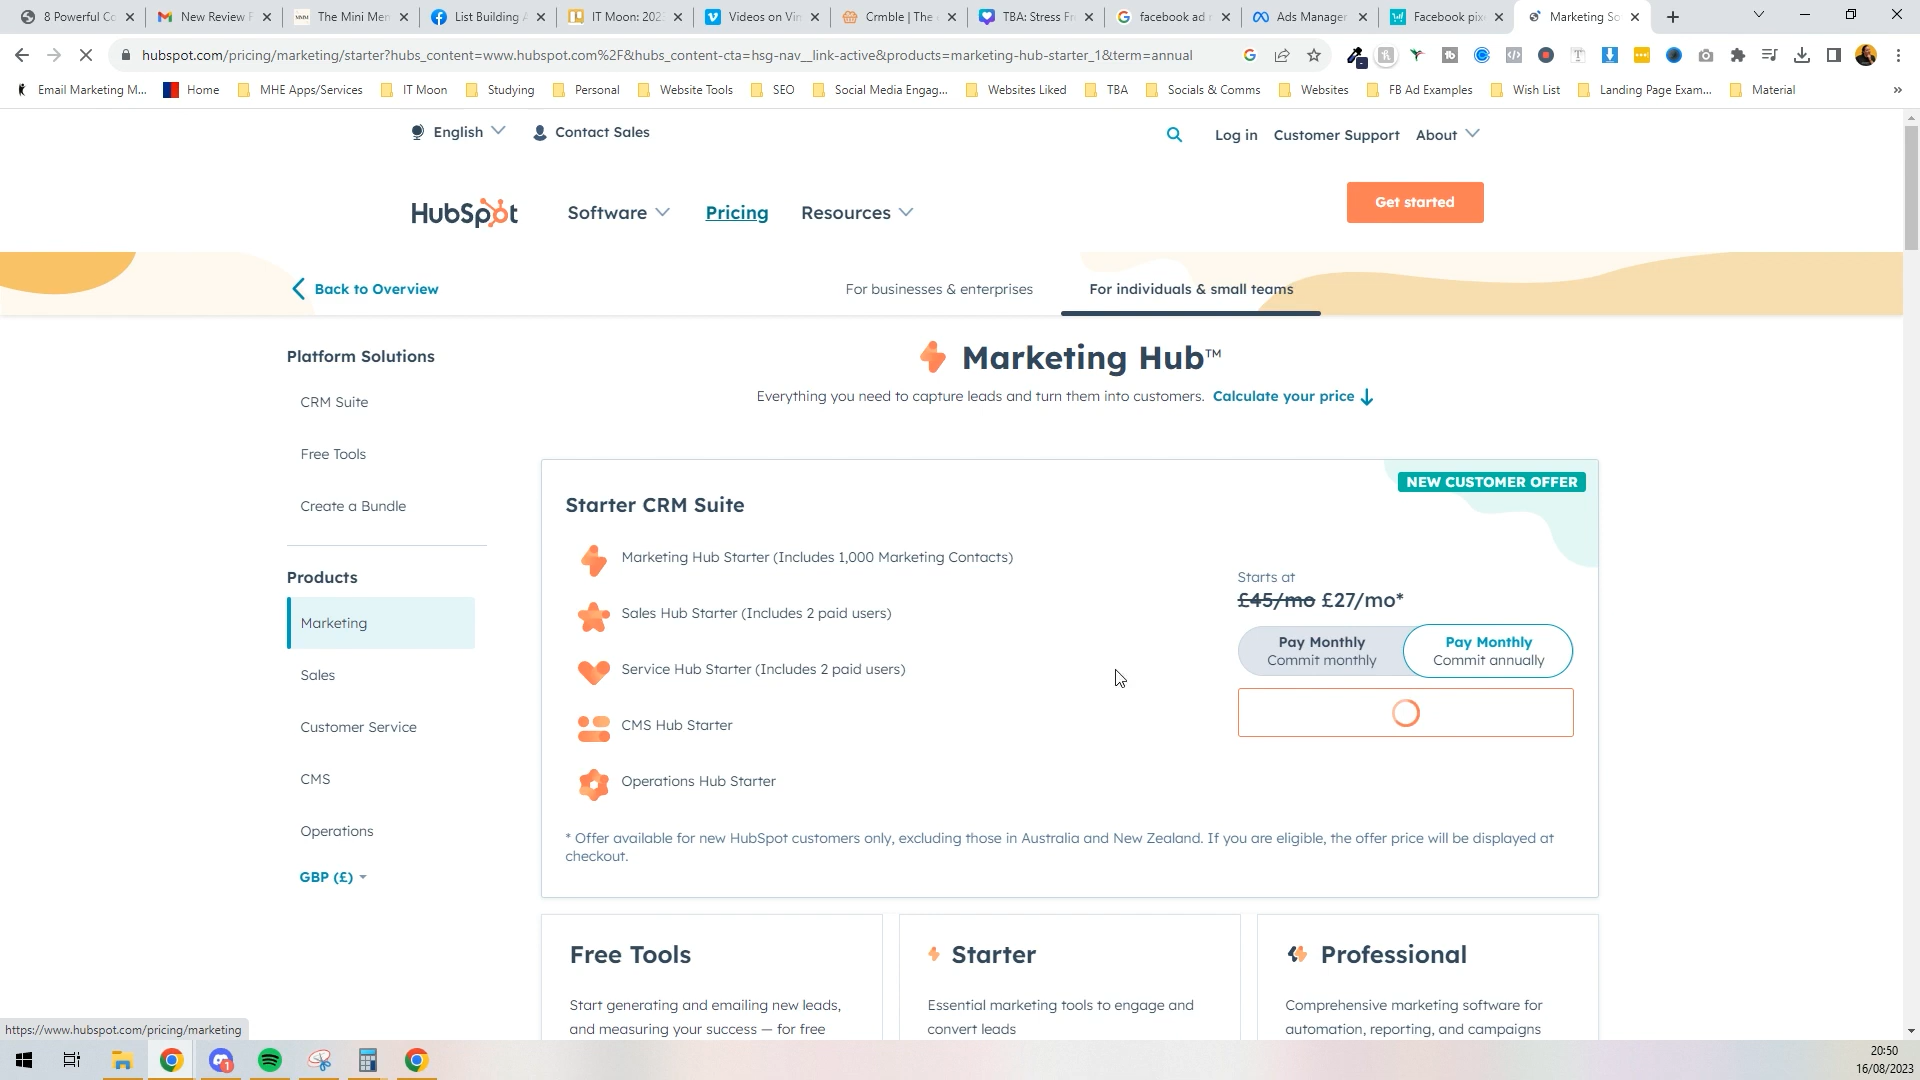 8 Powerful Co
New Review F
The Mini Men
List Building A
IT Moon: 202
Videos on Vim
Crmble | The
TBA: Stress Fr
facebook ad r
Ads Manager
Facebook pix
Marketing So
hubspot.com/pricing/marketing/starter?hubs_content=www.hubspot.com%2F&hubs_content-cta=hsg-nav__link-active&products=marketing-hub-starter_1&term=annual
Email Marketing M...
Home
MHE Apps/Services
IT Moon
Studying
Personal
Website Tools
SEO
Social Media Engag...
Websites Liked
TBA
Socials & Comms
Websites
FB Ad Examples
Wish List
Landing Page Exam...
Material
English
Contact Sales
Log in
Customer Support
About
HubSpot
Software
Pricing
Resources
Get started
Back to Overview
For businesses & enterprises
For individuals & small teams
Platform Solutions
CRM Suite
Free Tools
Create a Bundle
Products
Marketing
Sales
Customer Service
CMS
Operations
GBP (£)
Marketing Hub™
Everything you need to capture leads and turn them into customers. Calculate your price
NEW CUSTOMER OFFER
Starter CRM Suite
Marketing Hub Starter (Includes 1,000 Marketing Contacts)
Sales Hub Starter (Includes 2 paid users)
Service Hub Starter (Includes 2 paid users)
CMS Hub Starter
Operations Hub Starter
Starts at
£45/mo £27/mo*
Pay Monthly
Commit monthly
Pay Monthly
Commit annually
* Offer available for new HubSpot customers only, excluding those in Australia and New Zealand. If you are eligible, the offer price will be displayed at
checkout.
Free Tools
Start generating and emailing new leads,
and measuring your success — for free
Starter
Essential marketing tools to engage and
convert leads
Professional
Comprehensive marketing software for
automation, reporting, and campaigns
https://www.hubspot.com/pricing/marketing
20:50
16/08/2023